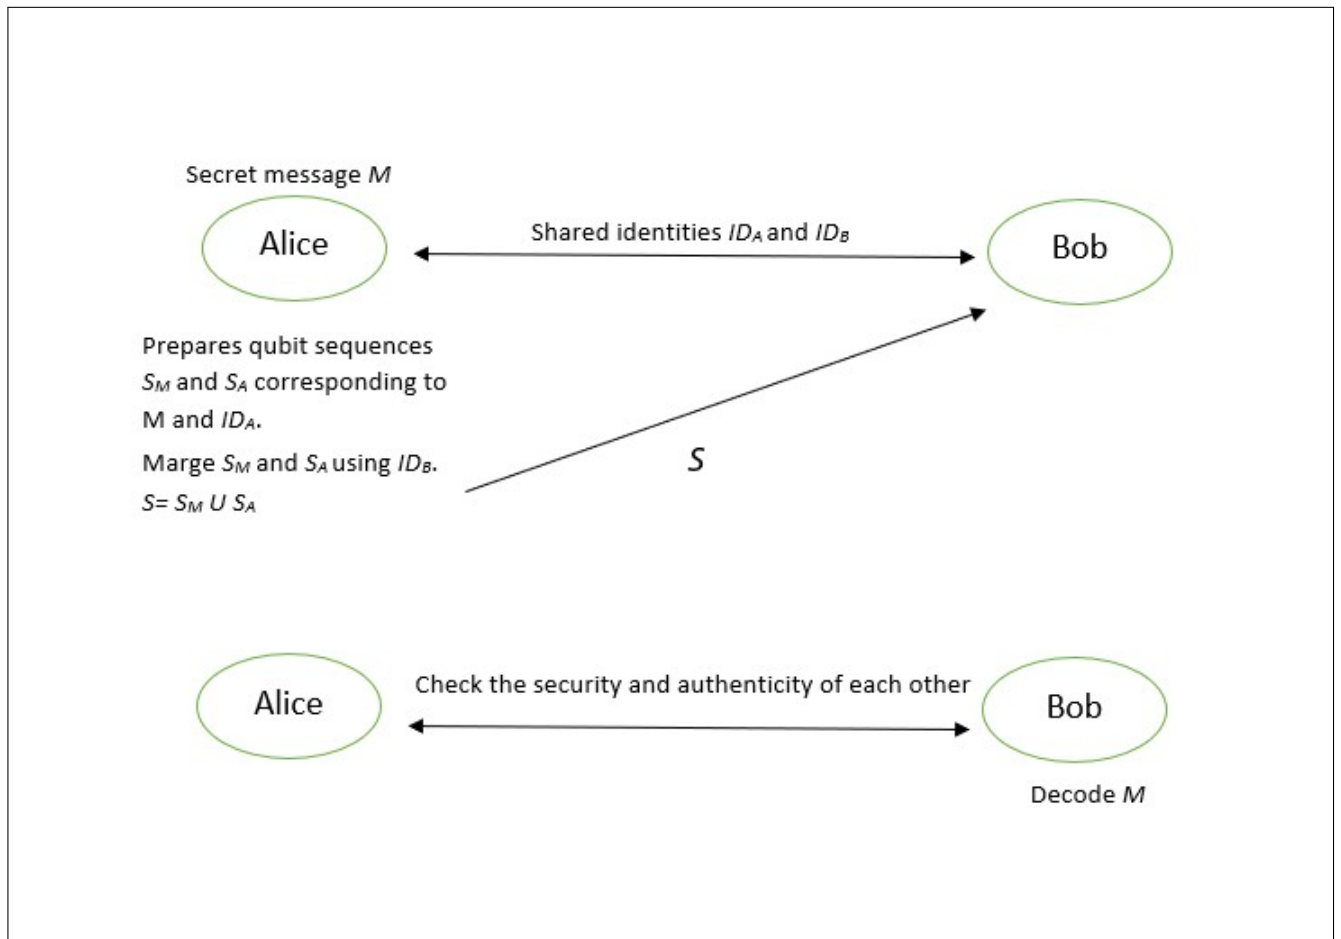 Secret message M
Alice
Shared identities IDA and IDB
Bob
Prepares qubit sequences
SM and SA corresponding to
M and IDA.
Marge SM and SA using IDB.
S= SM U SA
S
Alice
Check the security and authenticity of each other
Bob
Decode M